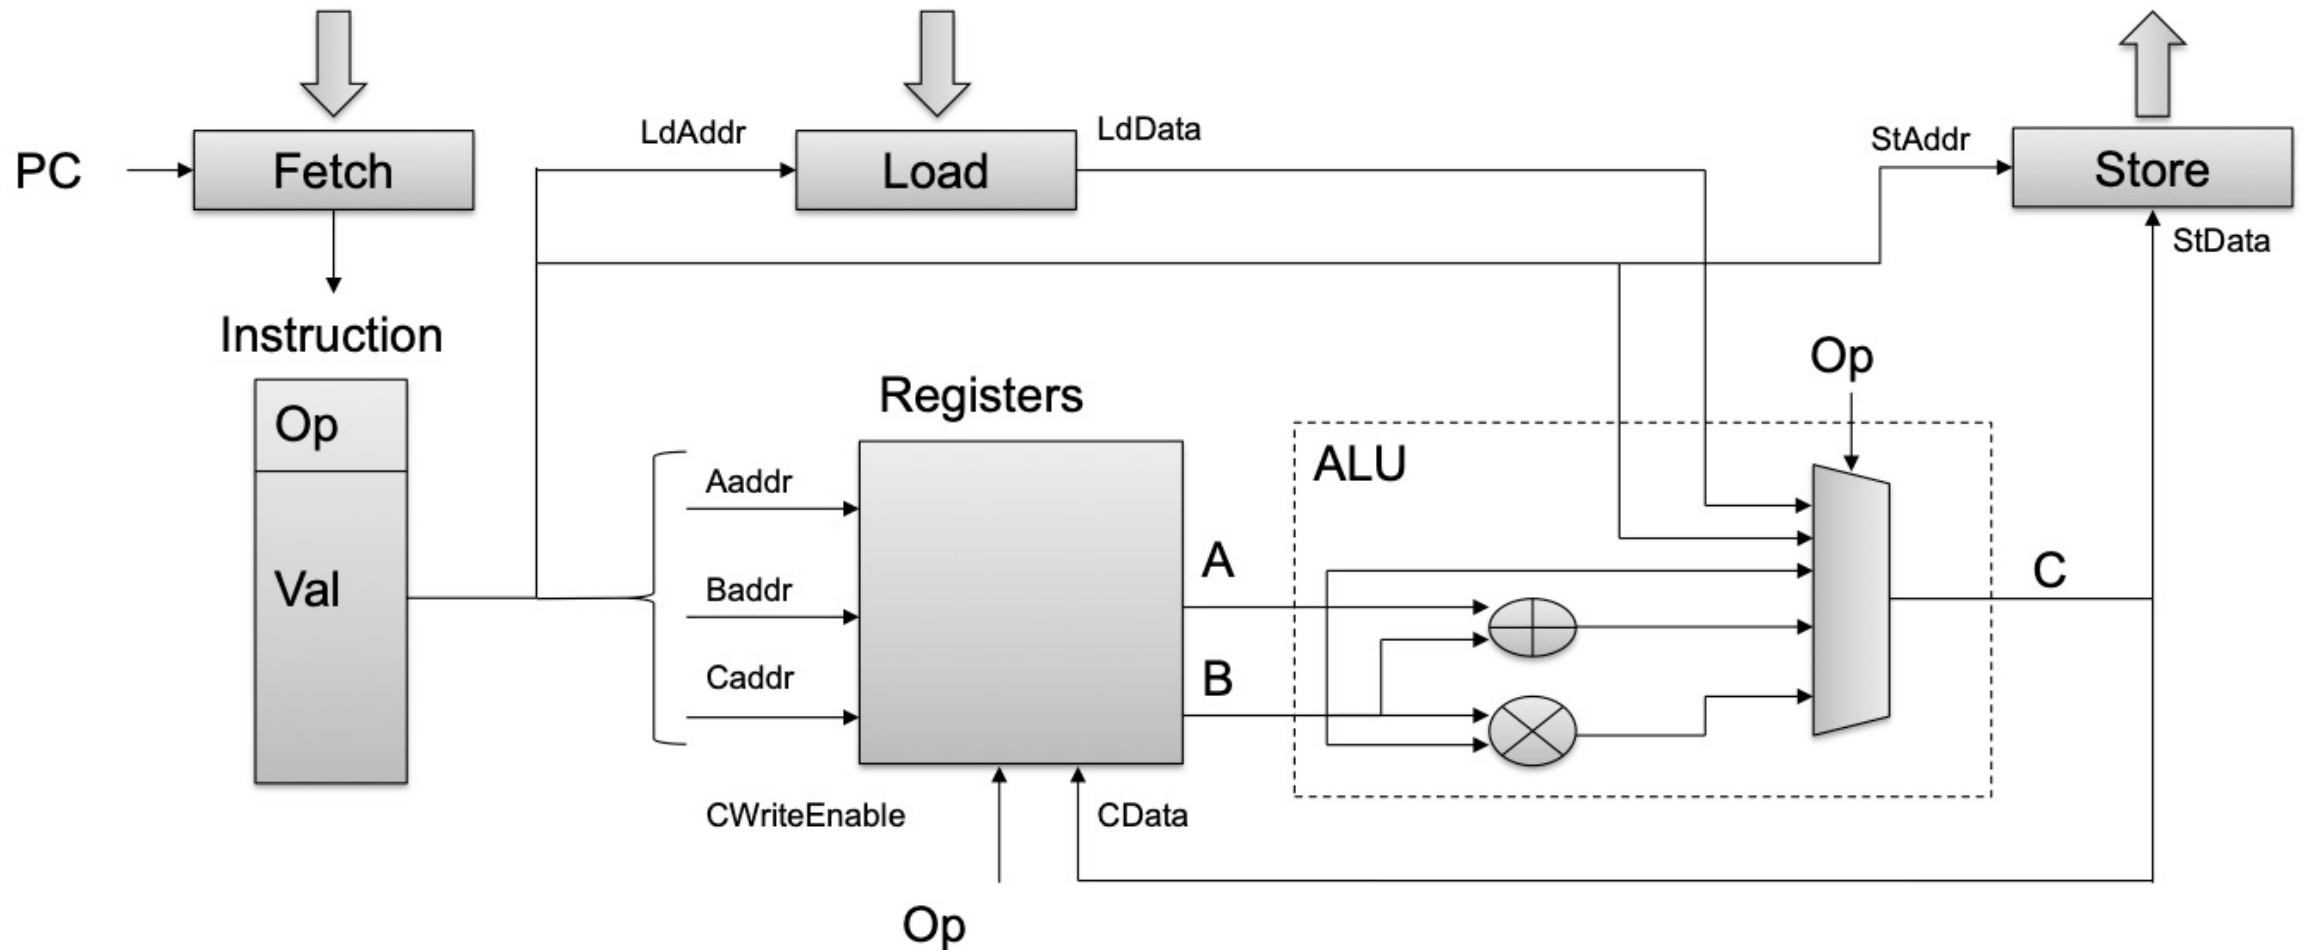 PC
Fetch
LdAddr
Load
LdData
StAddr
Store
StData
Instruction
Op
Val
Registers
Aaddr
Baddr
Caddr
CWriteEnable
Op
CData
A
B
ALU
Op
C